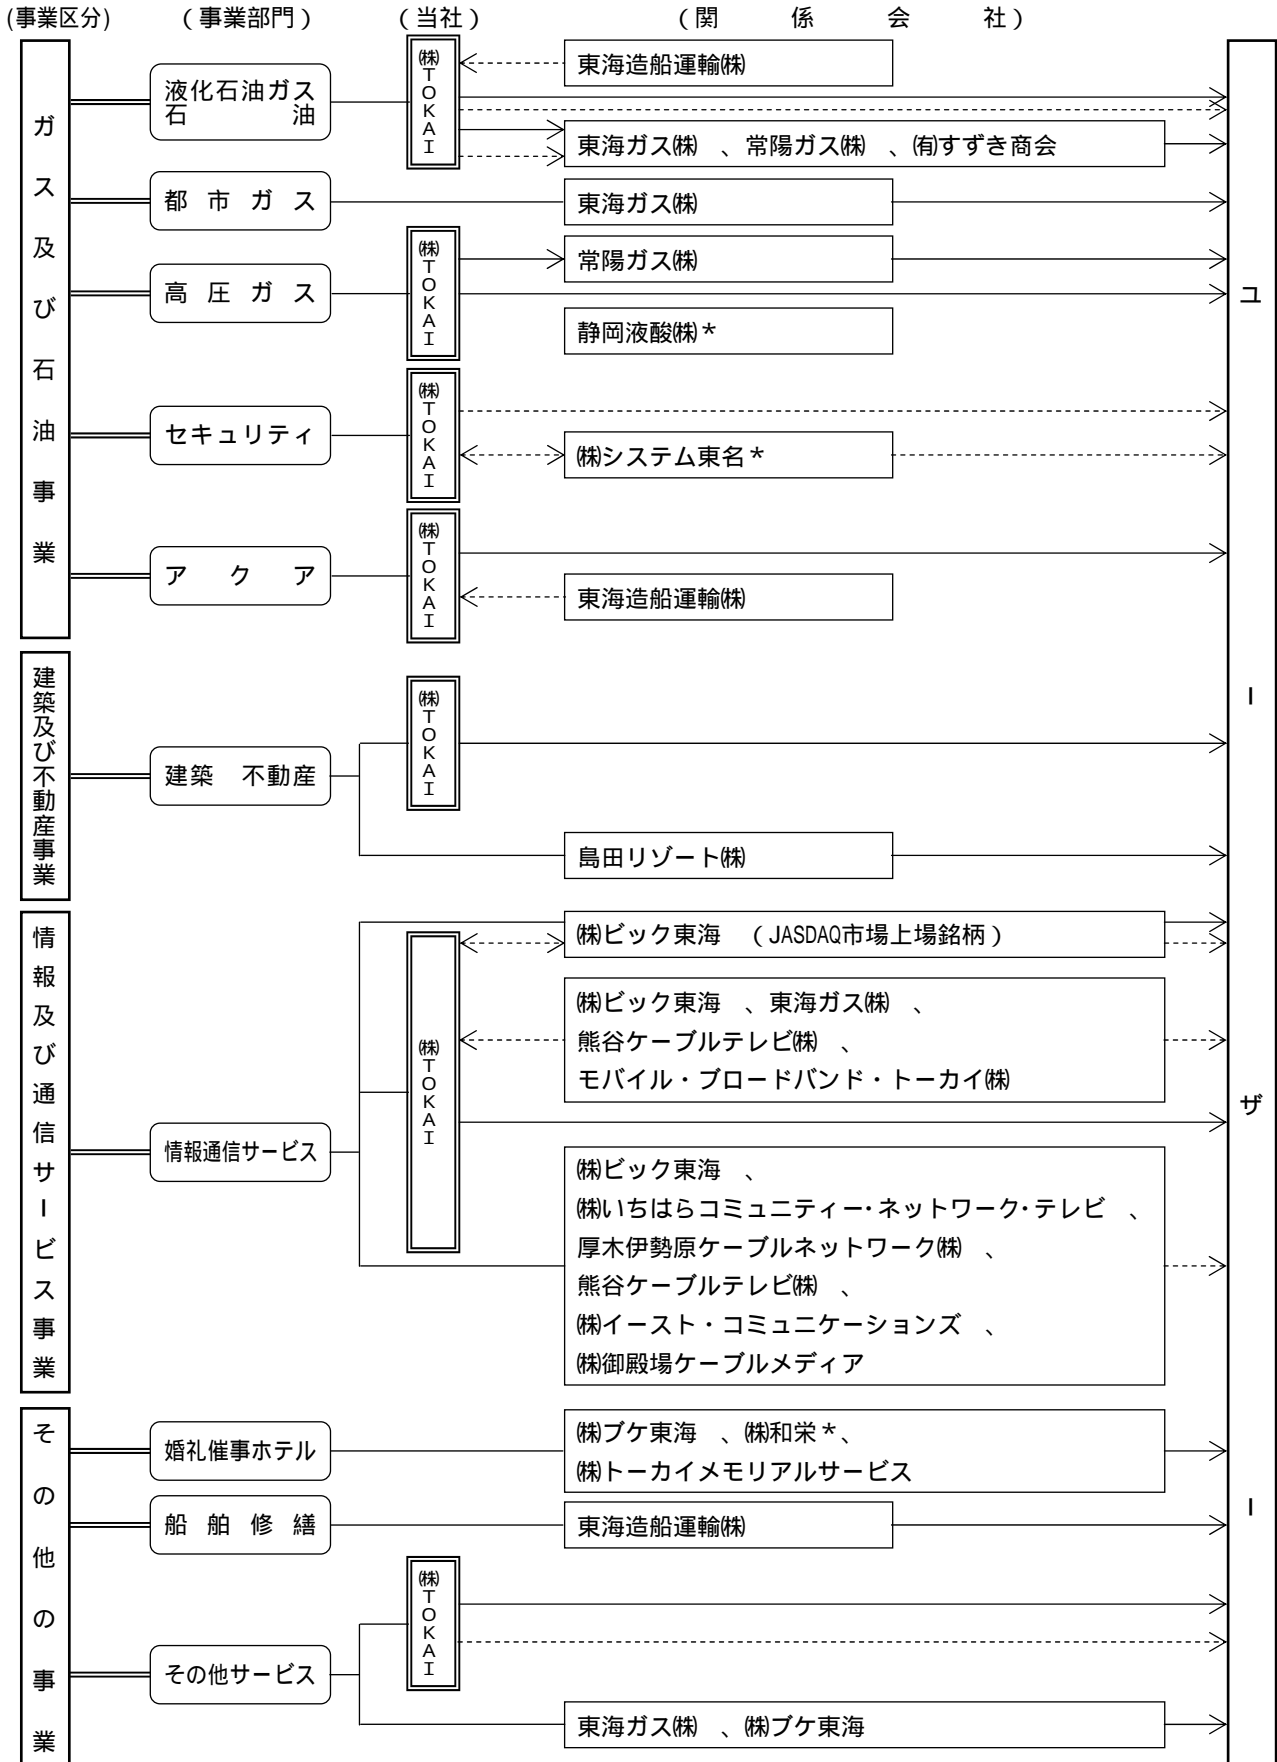 (事業区分) (事業部門) (当社) (関係会社)
ガス及び石油事業
液化石油ガス
石油
㈱TOKAI
東海造船運輸㈱
東海ガス㈱ 、常陽ガス㈱ 、㈲すずき商会
都市ガス
東海ガス㈱
高圧ガス
㈱TOKAI
常陽ガス㈱
静岡液酸㈱*
セキュリティ
㈱TOKAI
㈱システム東名*
アクア
㈱TOKAI
東海造船運輸㈱
建築及び不動産事業
建築 不動産
㈱TOKAI
島田リゾート㈱
情報及び通信サービス事業
情報通信サービス
㈱TOKAI
㈱ビック東海 (JASDAQ市場上場銘柄)
㈱ビック東海 、東海ガス㈱ 、
熊谷ケーブルテレビ㈱ 、
モバイル・ブロードバンド・トーカイ㈱
㈱ビック東海 、
㈱いちはらコミュニティー・ネットワーク・テレビ 、
厚木伊勢原ケーブルネットワーク㈱ 、
熊谷ケーブルテレビ㈱ 、
㈱イースト・コミュニケーションズ 、
㈱御殿場ケーブルメディア
その他の事業
婚礼催事ホテル
㈱ブケ東海 、㈱和栄*、
㈱トーカイメモリアルサービス
船舶修繕
東海造船運輸㈱
その他サービス
㈱TOKAI
東海ガス㈱ 、㈱ブケ東海
ユーザー